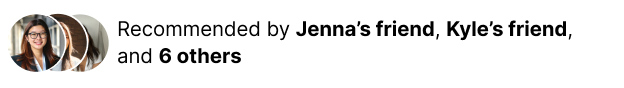 Recommended by Jenna’s friend, Kyle’s friend,
and 6 others